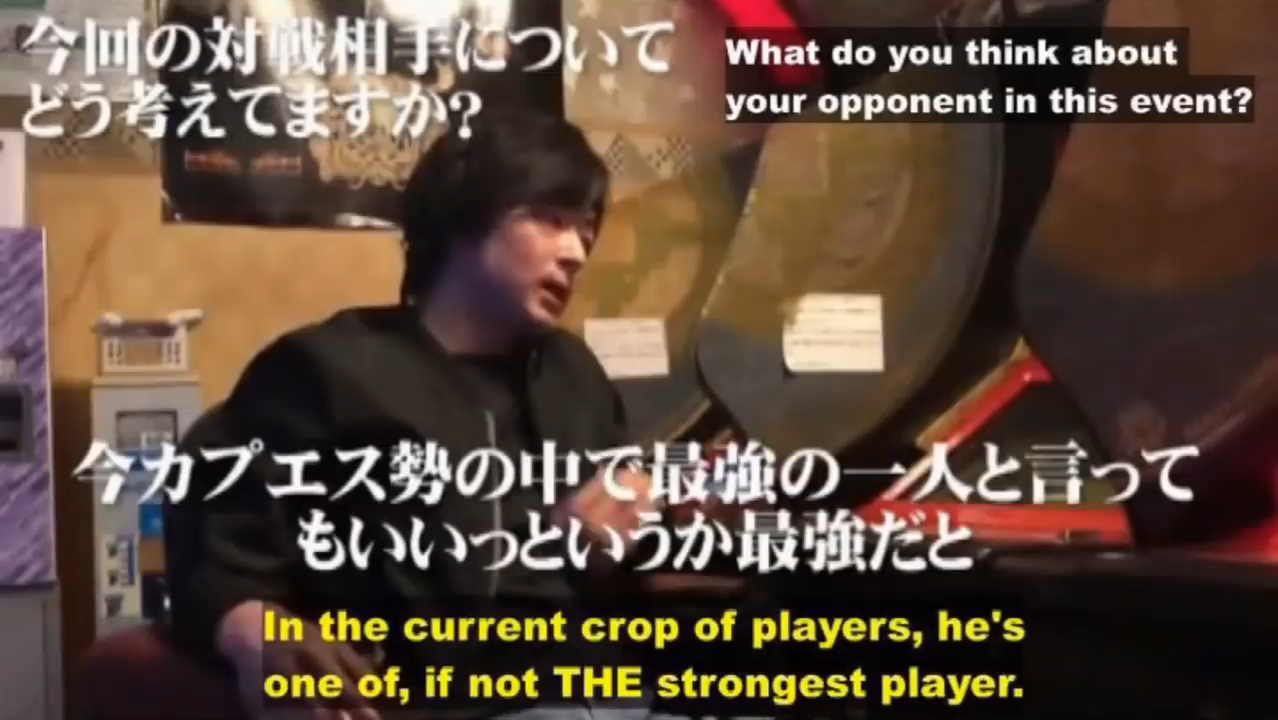 今回の対戦相手について
どう考えてますか?
What do you think about
your opponent in this event?
今カプエス勢の中で最強の一人と言って
もいいっというか最強だと
In the current crop of players, he's
one of, if not THE strongest player.